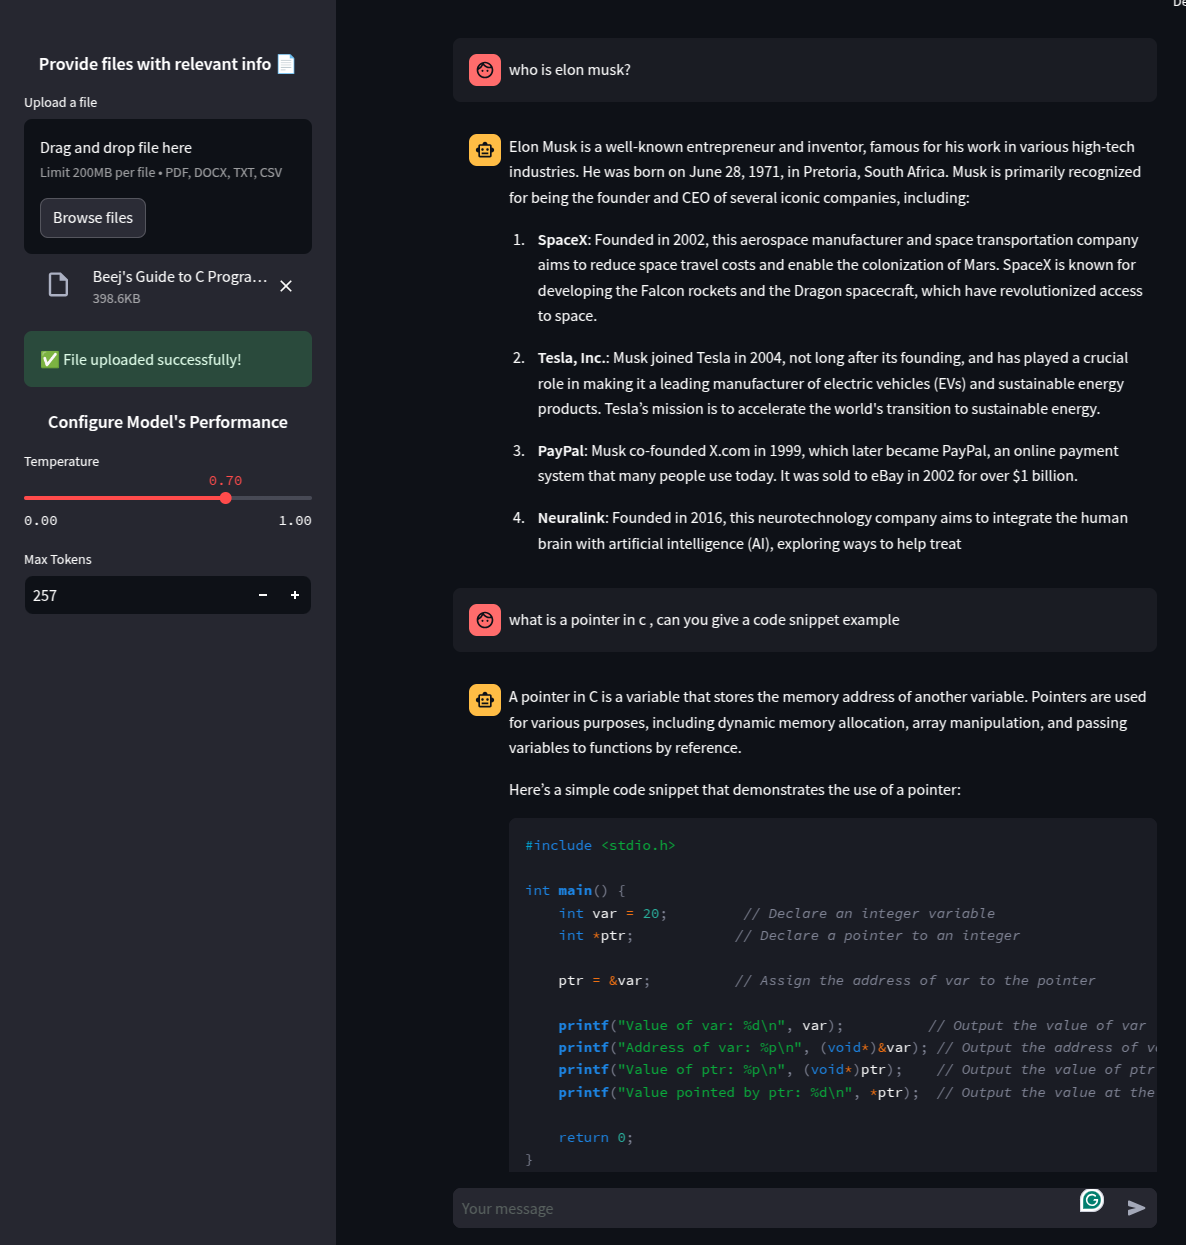 De
Provide files with relevant info 📄
Upload a file
Drag and drop file here
Limit 200MB per file • PDF, DOCX, TXT, CSV
Browse files
Beej's Guide to C Progra...
398.6KB
✅ File uploaded successfully!
Configure Model's Performance
Temperature
0.70
0.00 1.00
Max Tokens
257
who is elon musk?
Elon Musk is a well-known entrepreneur and inventor, famous for his work in various high-tech
industries. He was born on June 28, 1971, in Pretoria, South Africa. Musk is primarily recognized
for being the founder and CEO of several iconic companies, including:
1. SpaceX: Founded in 2002, this aerospace manufacturer and space transportation company
aims to reduce space travel costs and enable the colonization of Mars. SpaceX is known for
developing the Falcon rockets and the Dragon spacecraft, which have revolutionized access
to space.
2. Tesla, Inc.: Musk joined Tesla in 2004, not long after its founding, and has played a crucial
role in making it a leading manufacturer of electric vehicles (EVs) and sustainable energy
products. Tesla’s mission is to accelerate the world's transition to sustainable energy.
3. PayPal: Musk co-founded X.com in 1999, which later became PayPal, an online payment
system that many people use today. It was sold to eBay in 2002 for over $1 billion.
4. Neuralink: Founded in 2016, this neurotechnology company aims to integrate the human
brain with artificial intelligence (AI), exploring ways to help treat
what is a pointer in c , can you give a code snippet example
A pointer in C is a variable that stores the memory address of another variable. Pointers are used
for various purposes, including dynamic memory allocation, array manipulation, and passing
variables to functions by reference.
Here’s a simple code snippet that demonstrates the use of a pointer:
#include <stdio.h>
int main() {
int var = 20; // Declare an integer variable
int *ptr; // Declare a pointer to an integer
ptr = &var; // Assign the address of var to the pointer
printf("Value of var: %d\n", var); // Output the value of var
printf("Address of var: %p\n", (void*)&var); // Output the address of v
printf("Value of ptr: %p\n", (void*)ptr); // Output the value of ptr
printf("Value pointed by ptr: %d\n", *ptr); // Output the value at the
return 0;
}
Your message